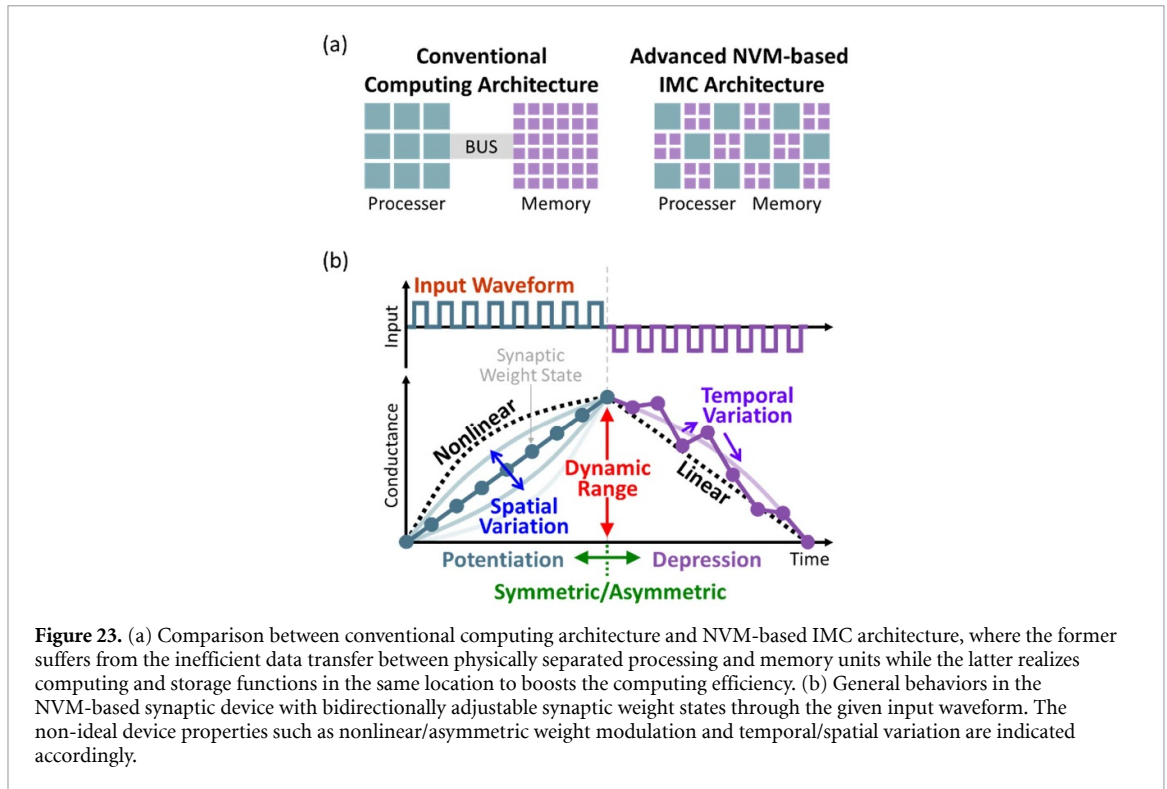 (a)
Conventional
Computing Architecture
Advanced NVM-based
IMC Architecture
BUS
Processer
Memory
Processer
Memory
(b)
Input Waveform
Input
Synaptic
Weight State
Conductance
Nonlinear
Spatial
Variation
Dynamic
Range
Temporal
Variation
Linear
Potentiation
Depression
Time
Symmetric/Asymmetric
Figure 23. (a) Comparison between conventional computing architecture and NVM-based IMC architecture, where the former
suffers from the inefficient data transfer between physically separated processing and memory units while the latter realizes
computing and storage functions in the same location to boosts the computing efficiency. (b) General behaviors in the
NVM-based synaptic device with bidirectionally adjustable synaptic weight states through the given input waveform. The
non-ideal device properties such as nonlinear/asymmetric weight modulation and temporal/spatial variation are indicated
accordingly.